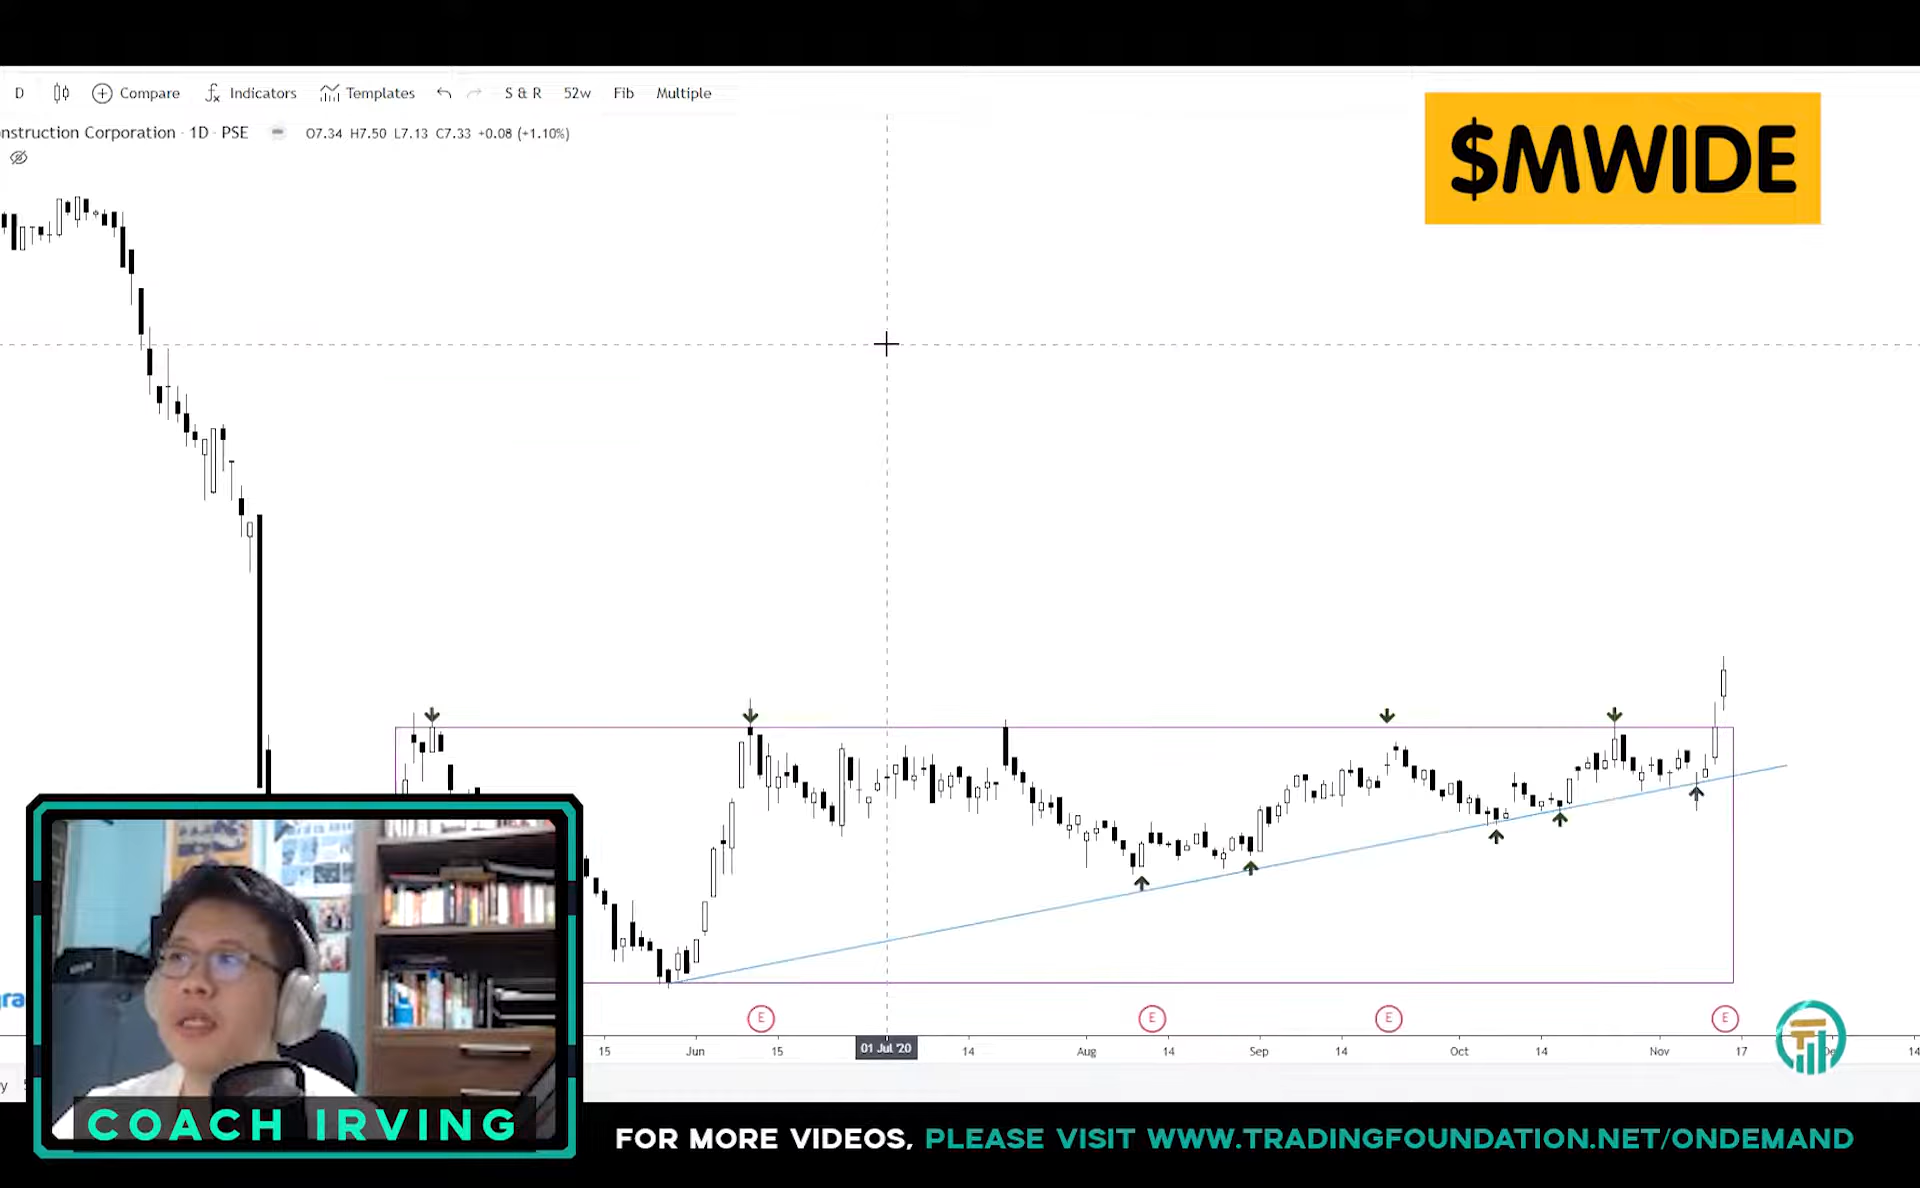 D Compare Indicators Templates S & R 52w Fib Multiple
nstruction Corporation · 1D · PSE O7.34 H7.50 L7.13 C7.33 +0.08 (+1.10%)
$MWIDE
E E E E
gra
15 Jun 15 01 Jul '20 14 Aug 14 Sep 14 Oct 14 Nov 17 De 14
y
COACH IRVING
FOR MORE VIDEOS, PLEASE VISIT WWW.TRADINGFOUNDATION.NET/ONDEMAND